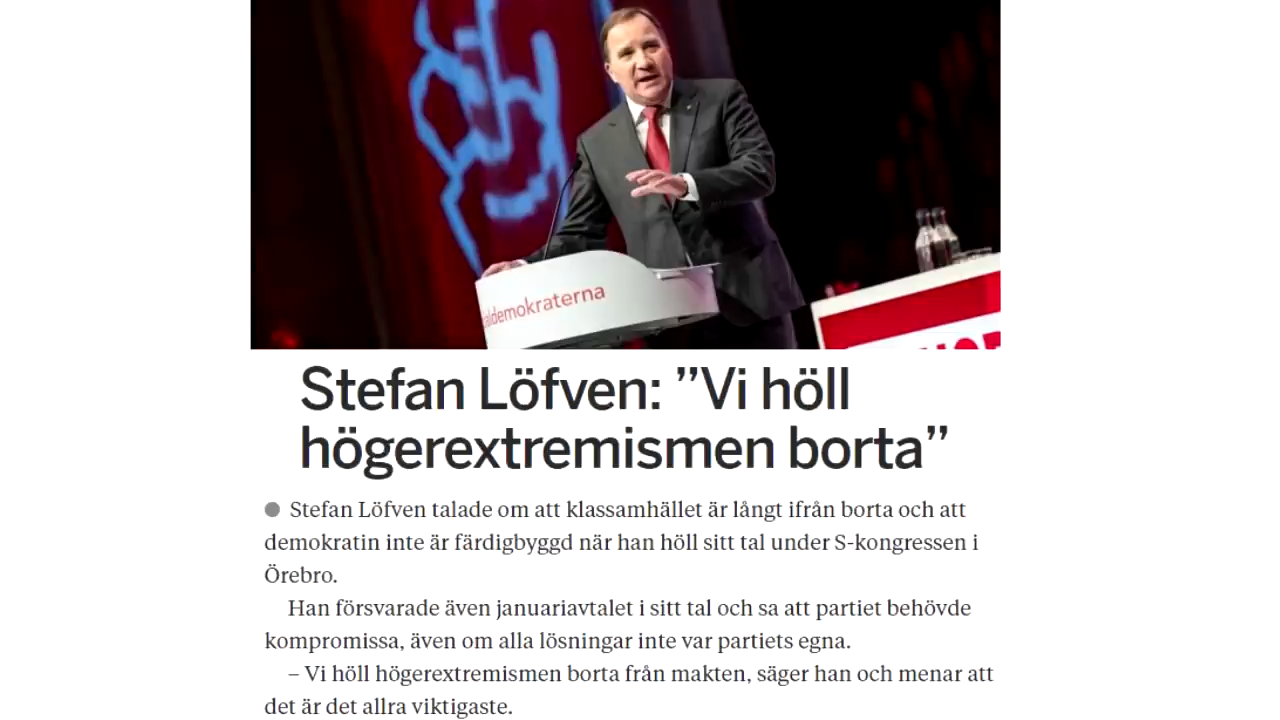 aldemokraterna
Stefan Löfven: ”Vi höll
högerextremismen borta”
● Stefan Löfven talade om att klassamhället är långt ifrån borta och att
demokratin inte är färdigbyggd när han höll sitt tal under S-kongressen i
Örebro.
Han försvarade även januariavtalet i sitt tal och sa att partiet behövde
kompromissa, även om alla lösningar inte var partiets egna.
– Vi höll högerextremismen borta från makten, säger han och menar att
det är det allra viktigaste.